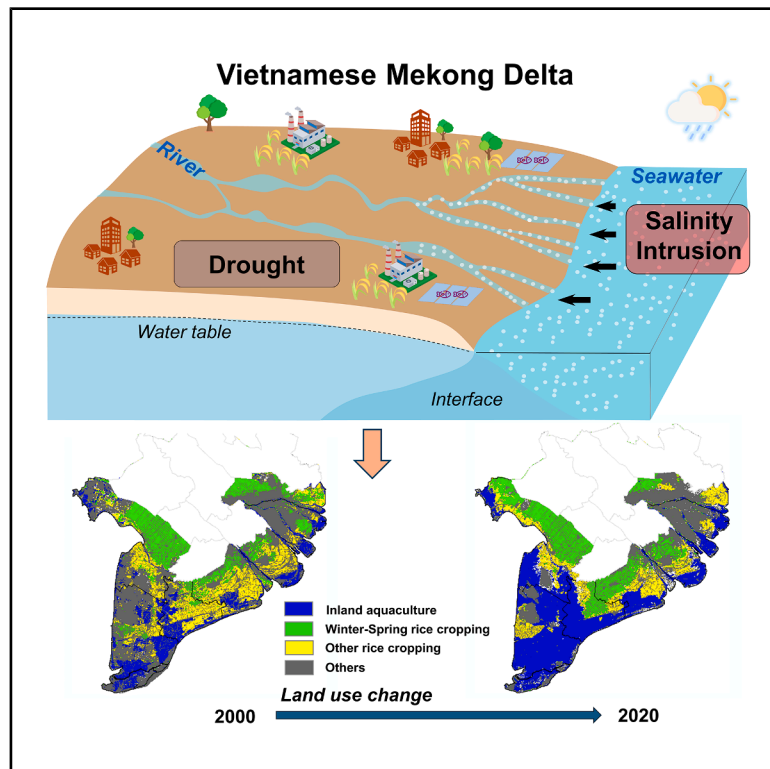 Vietnamese Mekong Delta
River
Seawater
Salinity
Intrusion
Drought
Water table
Interface
Inland aquaculture
Winter-Spring rice cropping
Other rice cropping
Others
Land use change
2000
2020